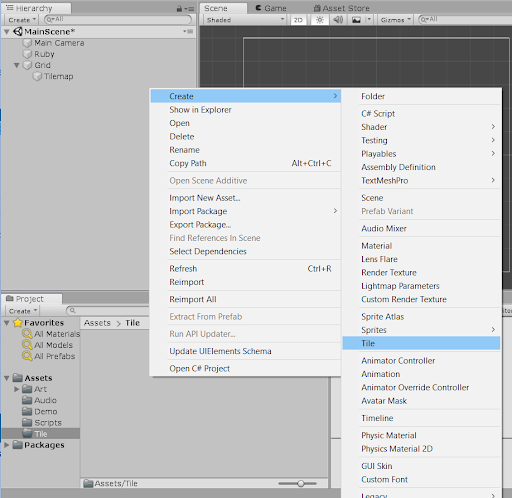 Hierarchy
Create
All
MainScene*
Main Camera
Ruby
Grid
Tilemap
Scene
Game
Asset Store
Shaded
2D
Gizmos
All
Create
Show in Explorer
Open
Delete
Rename
Copy Path Alt+Ctrl+C
Open Scene Additive
Import New Asset...
Import Package
Export Package...
Find References In Scene
Select Dependencies
Refresh Ctrl+R
Reimport
Reimport All
Extract From Prefab
Run API Updater...
Update UIElements Schema
Open C# Project
Folder
C# Script
Shader
Testing
Playables
Assembly Definition
TextMeshPro
Scene
Prefab Variant
Audio Mixer
Material
Lens Flare
Render Texture
Lightmap Parameters
Custom Render Texture
Sprite Atlas
Sprites
Tile
Animator Controller
Animation
Animator Override Controller
Avatar Mask
Timeline
Physic Material
Physics Material 2D
GUI Skin
Custom Font
Legacy
Project
Create
Favorites
All Materials
All Models
All Prefabs
Assets
Art
Audio
Demo
Scripts
Tile
Packages
Assets > Tile
Assets/Tile